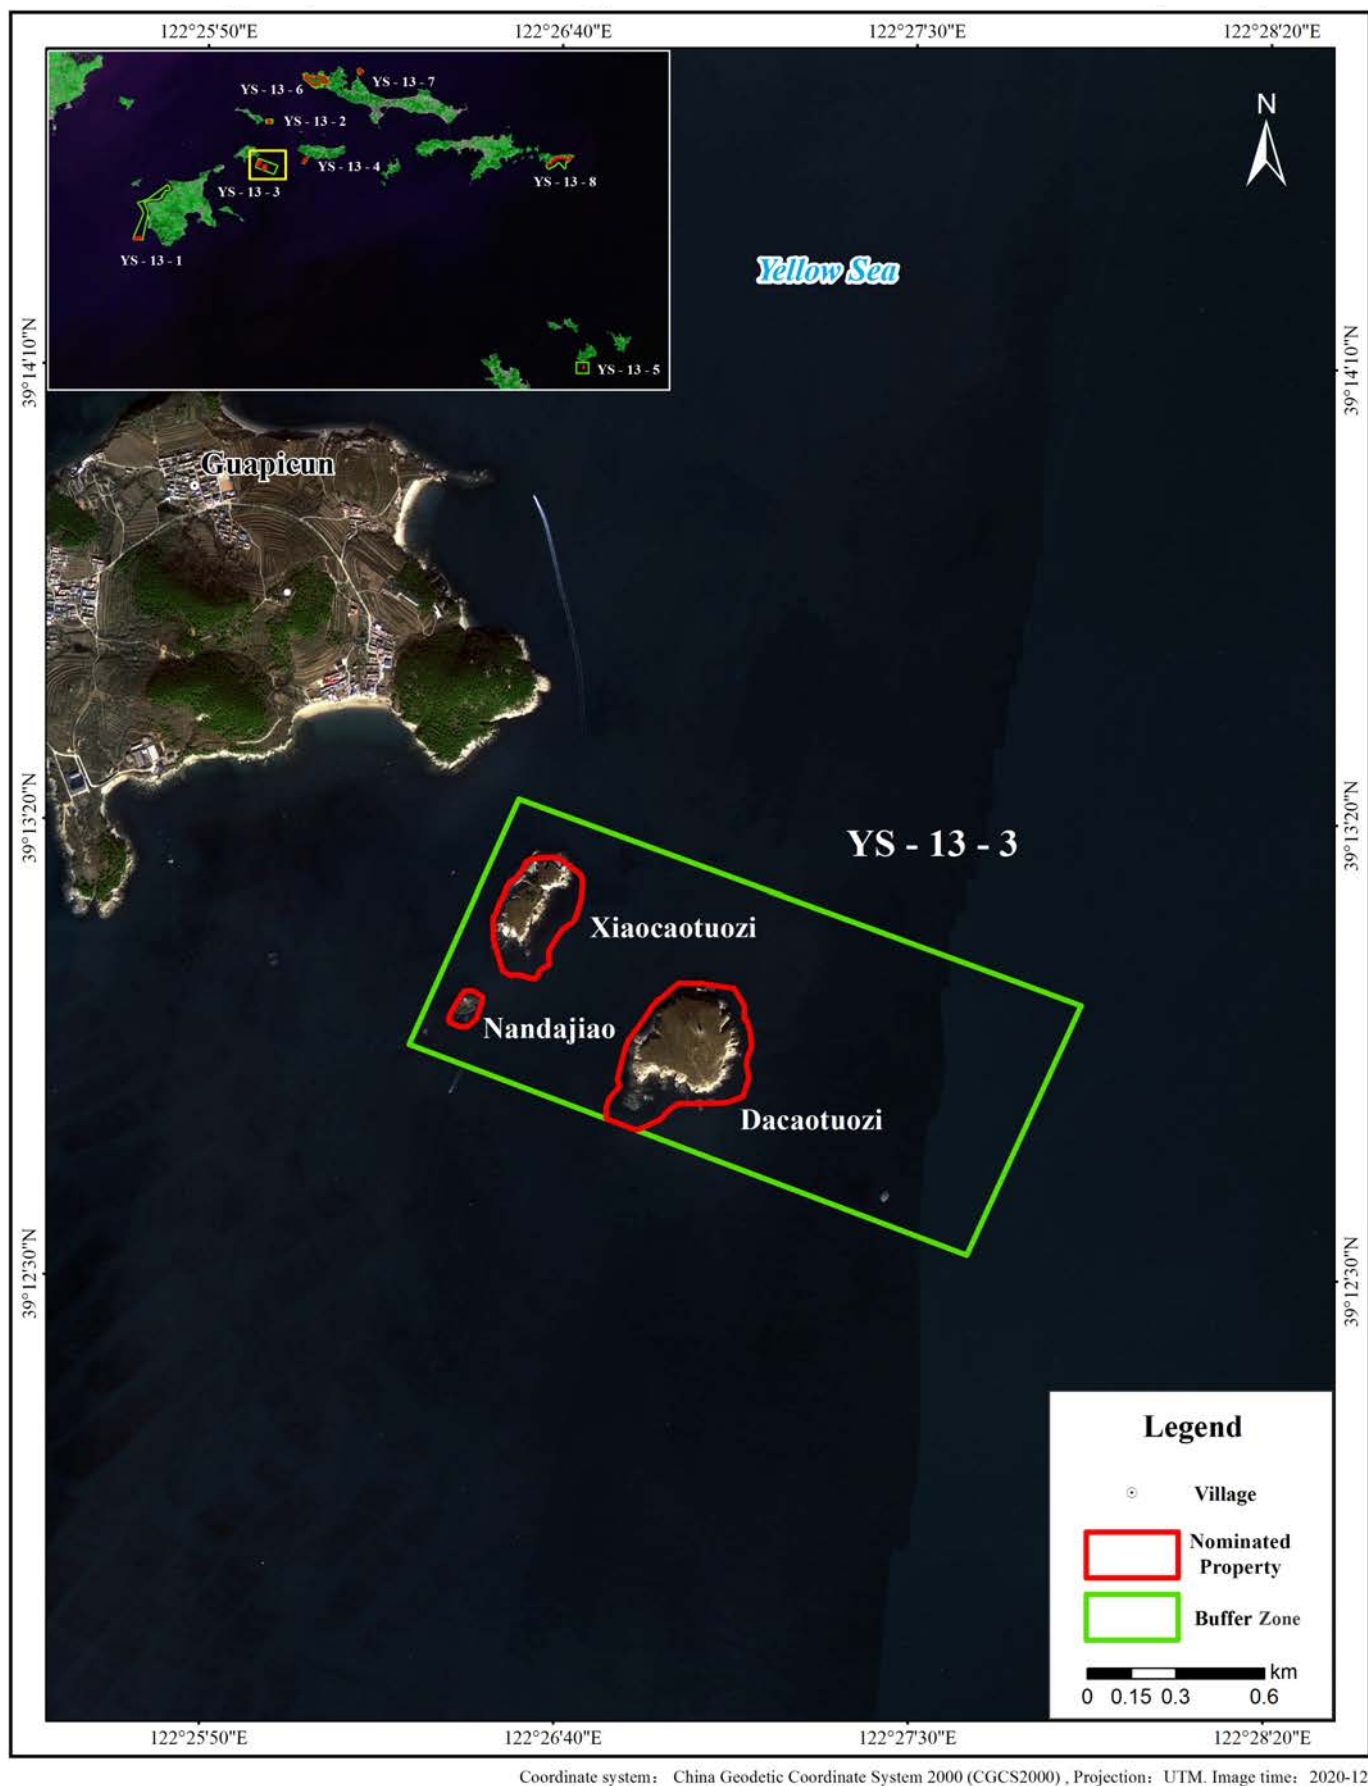 122°25'50"E
122°26'40"E
122°27'30"E
122°28'20"E
YS - 13 - 6
YS - 13 - 7
YS - 13 - 2
YS - 13 - 4
YS - 13 - 3
YS - 13 - 8
YS - 13 - 1
YS - 13 - 5
N
Yellow Sea
39°14'10"N
39°14'10"N
Guapicun
39°13'20"N
39°13'20"N
YS - 13 - 3
Xiaocaotuozi
Nandajiao
Dacaotuozi
39°12'30"N
39°12'30"N
Legend
Village
Nominated
Property
Buffer Zone
km
0 0.15 0.3 0.6
122°25'50"E
122°26'40"E
122°27'30"E
122°28'20"E
Coordinate system: China Geodetic Coordinate System 2000 (CGCS2000) , Projection: UTM. Image time: 2020-12